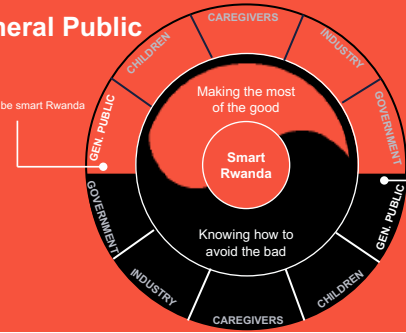 neral Public
be smart Rwanda
GEN. PUBLIC
CHILDREN
CAREGIVERS
INDUSTRY
GOVERNMENT
Making the most
of the good
Smart
Rwanda
Knowing how to
avoid the bad
GOVERNMENT
INDUSTRY
CAREGIVERS
CHILDREN
GEN. PUBLIC